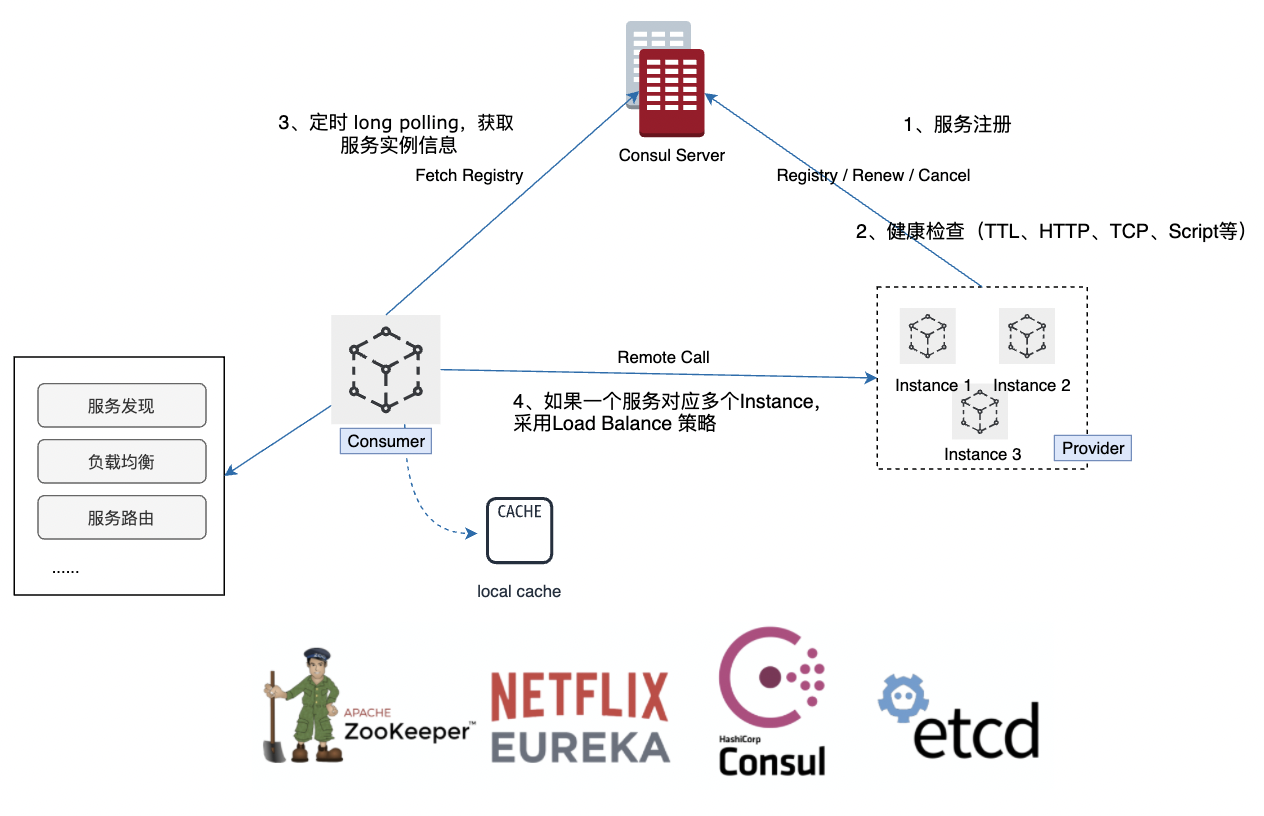 3、定时 long polling，获取
服务实例信息
Fetch Registry
Consul Server
1、服务注册
Registry / Renew / Cancel
2、健康检查（TTL、HTTP、TCP、Script等）
Remote Call
4、如果一个服务对应多个Instance，
采用Load Balance 策略
Instance 1
Instance 2
Instance 3
Provider
Consumer
服务发现
负载均衡
服务路由
......
CACHE
local cache
APACHE
ZooKeeper™
NETFLIX
EUREKA
HashiCorp
Consul
etcd